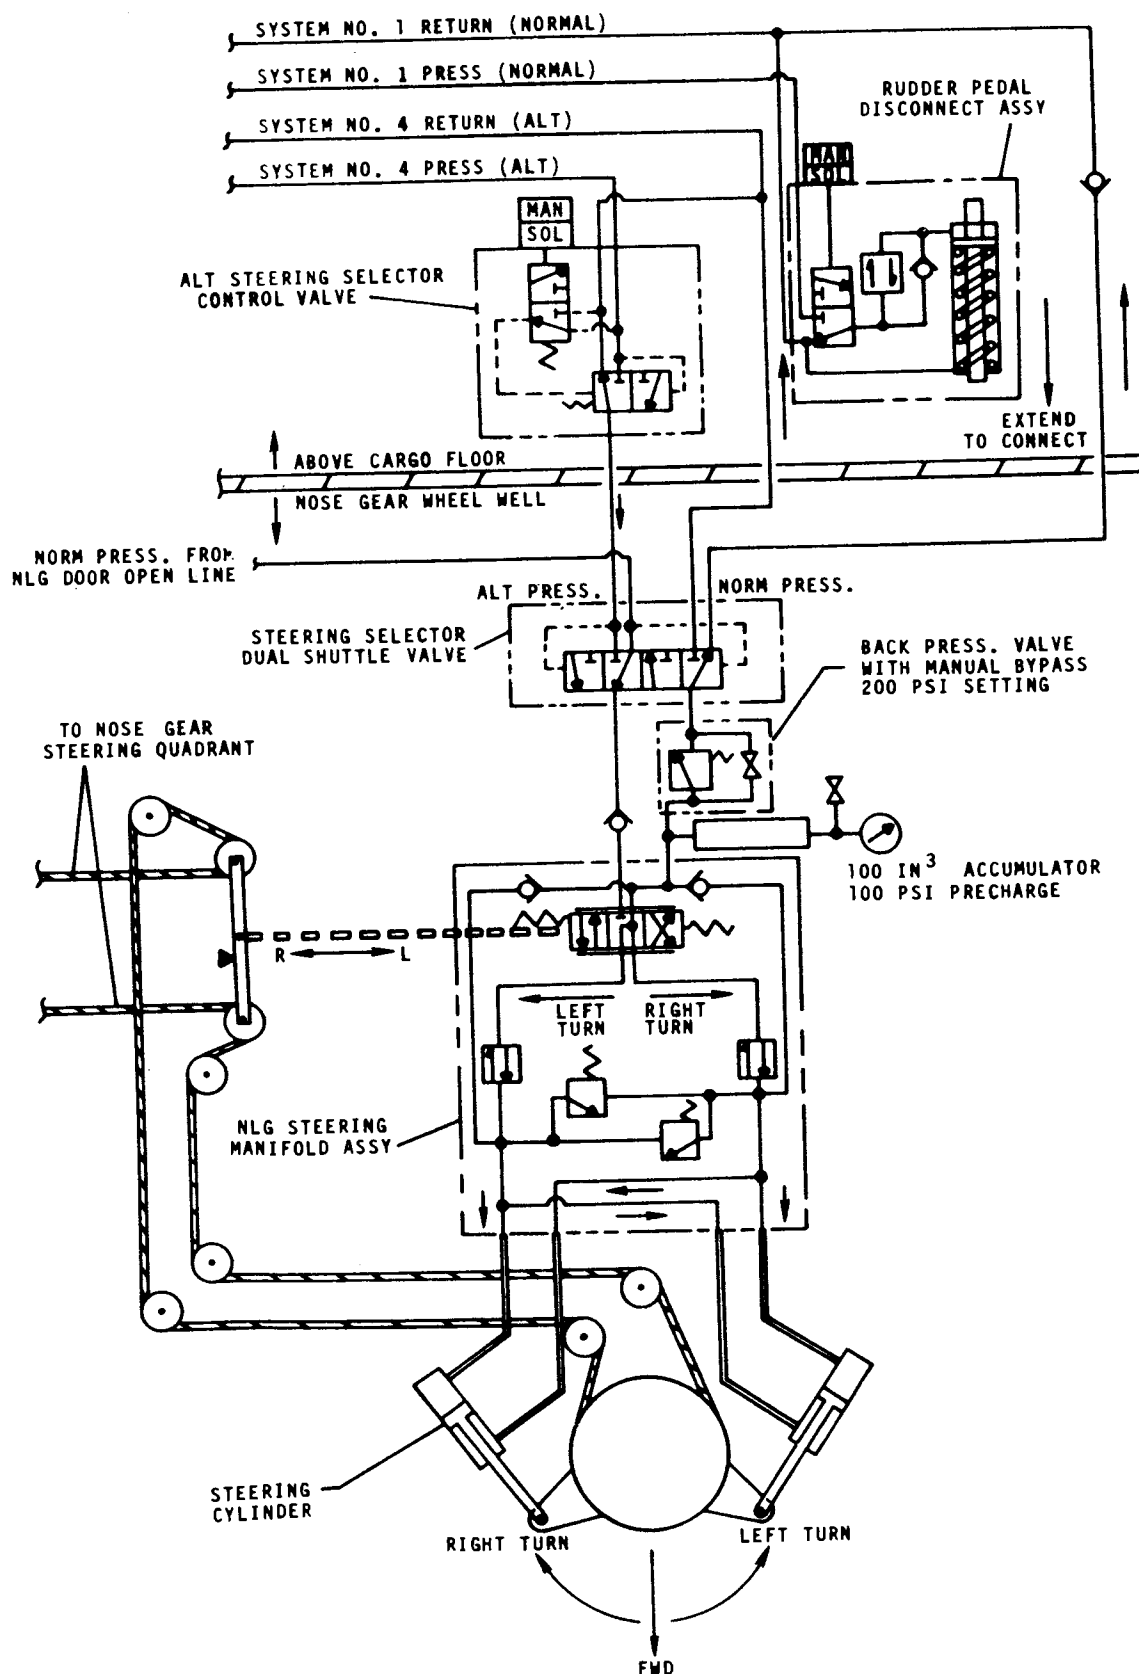 SYSTEM NO. 1 RETURN (NORMAL)
SYSTEM NO. 1 PRESS (NORMAL)
SYSTEM NO. 4 RETURN (ALT)
SYSTEM NO. 4 PRESS (ALT)
RUDDER PEDAL
DISCONNECT ASSY
MAN
SOL
MAN
SOL
ALT STEERING SELECTOR
CONTROL VALVE
EXTEND
TO CONNECT
ABOVE CARGO FLOOR
NOSE GEAR WHEEL WELL
NORM PRESS. FROM
NLG DOOR OPEN LINE
ALT PRESS.
NORM PRESS.
STEERING SELECTOR
DUAL SHUTTLE VALVE
BACK PRESS. VALVE
WITH MANUAL BYPASS
200 PSI SETTING
TO NOSE GEAR
STEERING QUADRANT
100 IN³ ACCUMULATOR
100 PSI PRECHARGE
R
L
LEFT
TURN
RIGHT
TURN
NLG STEERING
MANIFOLD ASSY
STEERING
CYLINDER
RIGHT TURN
LEFT TURN
FWD